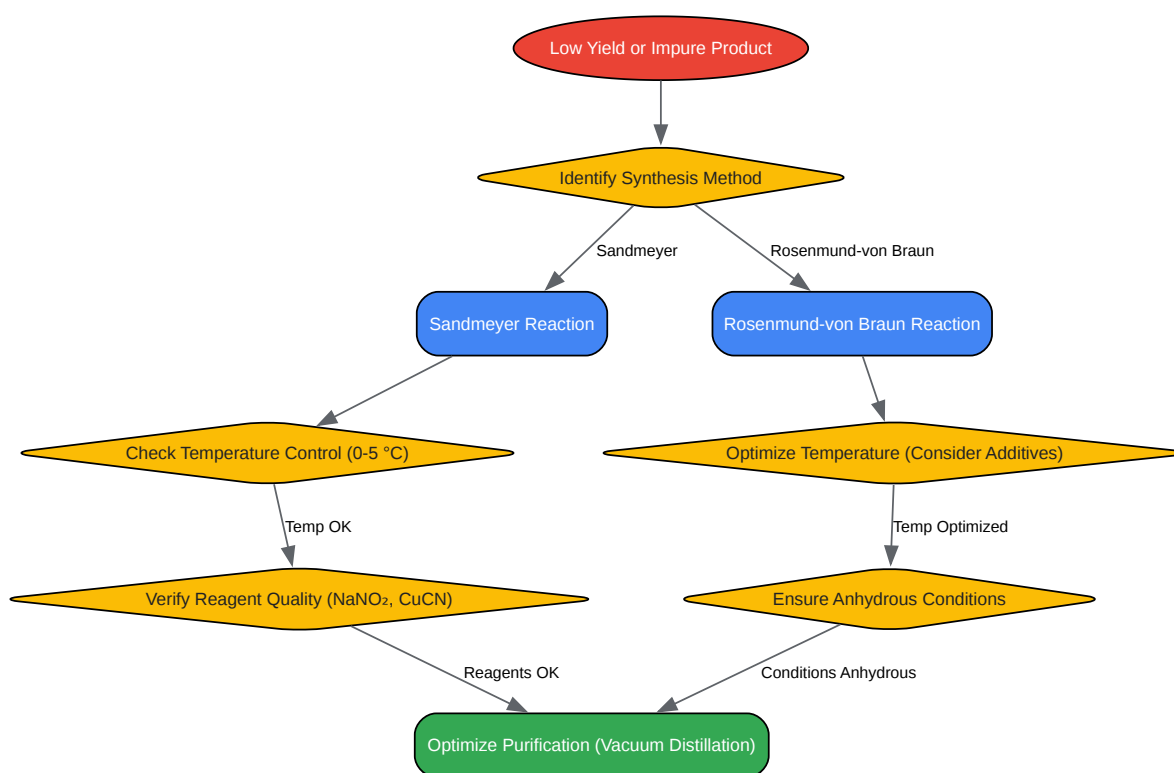 Low Yield or Impure Product
Identify Synthesis Method
Sandmeyer
Rosenmund-von Braun
Sandmeyer Reaction
Rosenmund-von Braun Reaction
Check Temperature Control (0-5 °C)
Optimize Temperature (Consider Additives)
Temp OK
Temp Optimized
Verify Reagent Quality (NaNO₂, CuCN)
Ensure Anhydrous Conditions
Reagents OK
Conditions Anhydrous
Optimize Purification (Vacuum Distillation)